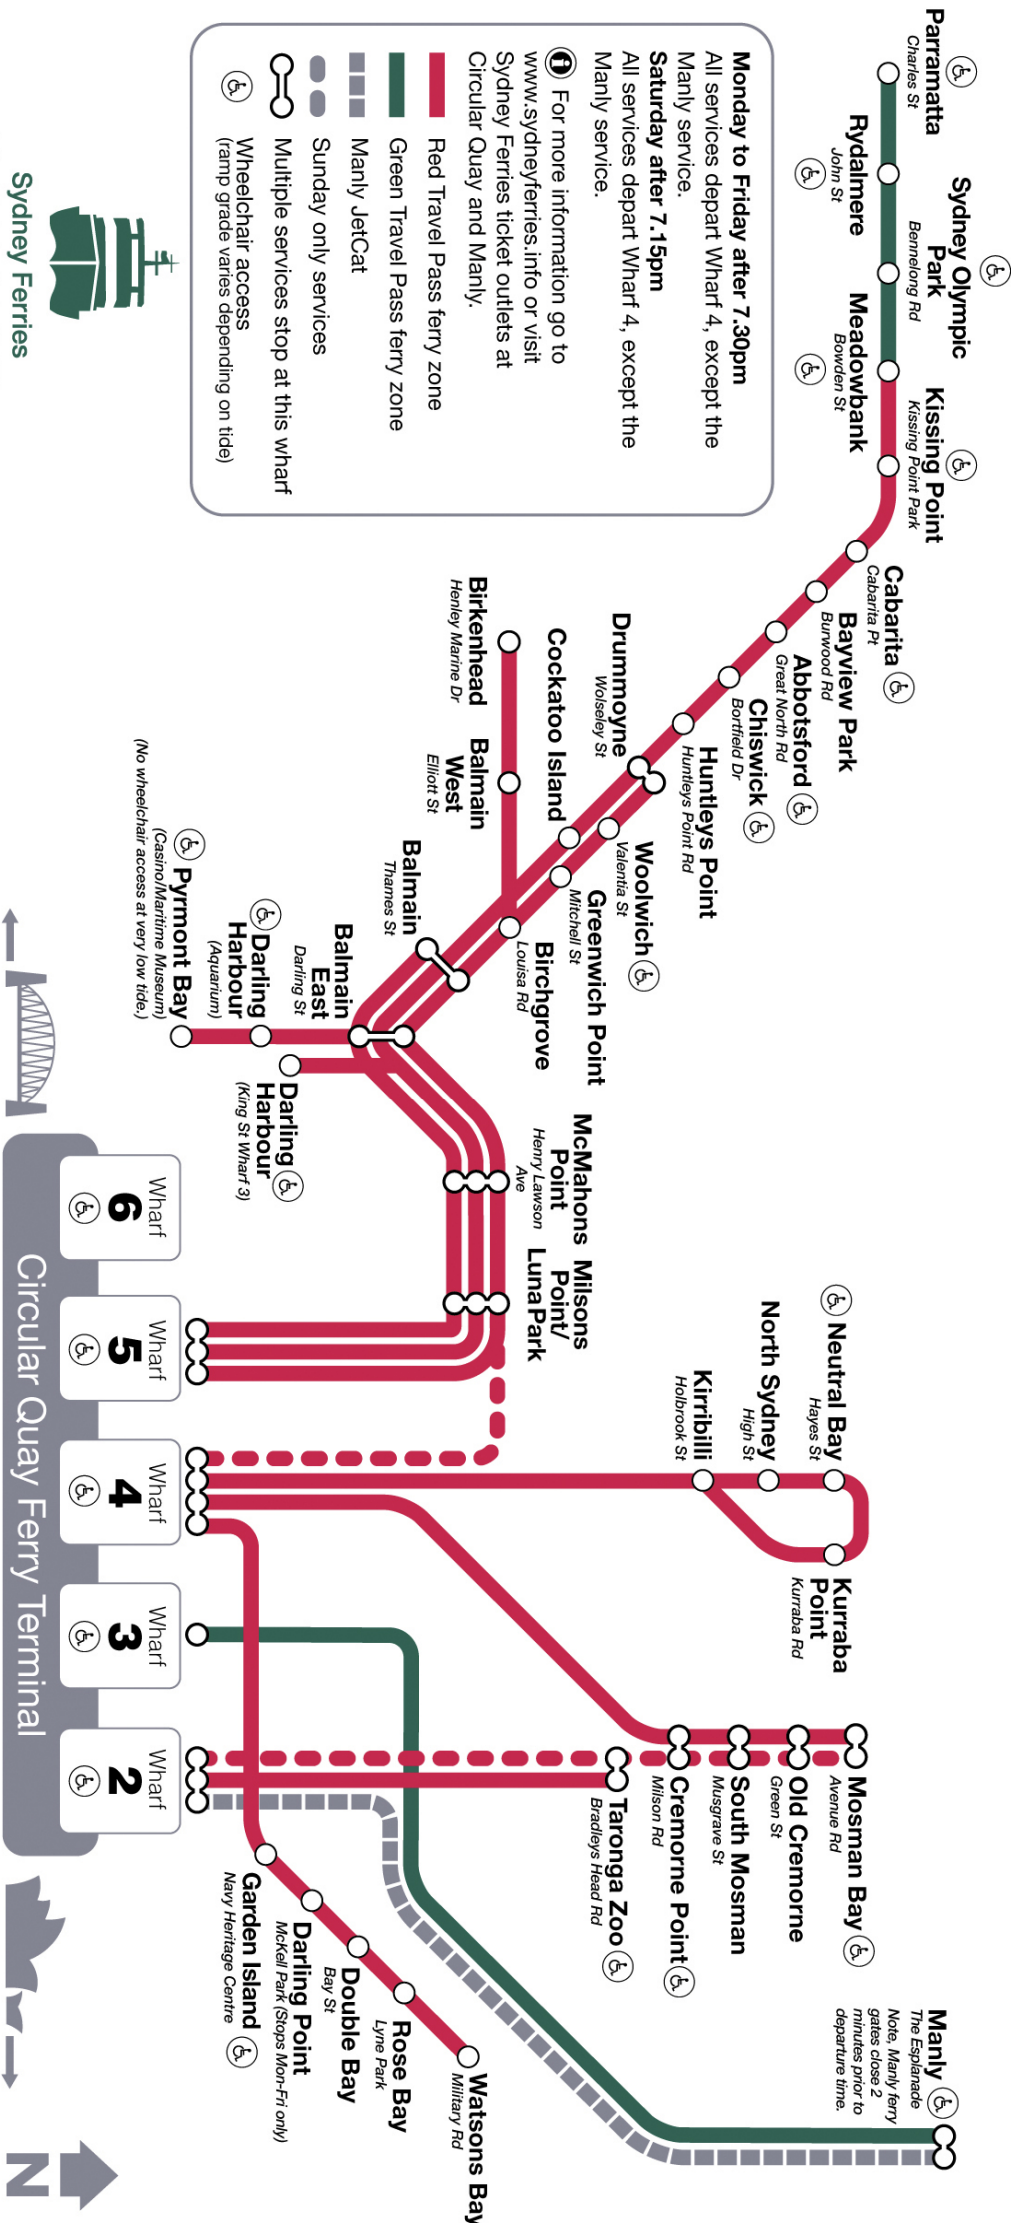 Parramatta
Charles St
Rydalmere
John St
Sydney Olympic
Park
Bennelong Rd
Meadowbank
Bowden St
Kissing Point
Kissing Point Park
Cabarita
Cabarita Pt
Bayview Park
Burwood Rd
Abbotsford
Great North Rd
Chiswick
Bortfield Dr
Huntleys Point
Huntleys Point Rd
Drummoyne
Wolseley St
Woolwich
Valentia St
Cockatoo Island
Greenwich Point
Mitchell St
Birkenhead
Henley Marine Dr
Balmain
West
Elliott St
Birchgrove
Louisa Rd
Balmain
Thames St
Balmain
East
Darling St
Darling
Harbour
(Aquarium)
Pyrmont Bay
(Casino/Maritime Museum)
(No wheelchair access at very low tide.)
Darling
Harbour
(King St Wharf 3)
McMahons
Point
Henry Lawson
Ave
Milsons
Point/
Luna Park
Neutral Bay
Hayes St
North Sydney
High St
Kirribilli
Holbrook St
Kurraba
Point
Kurraba Rd
Mosman Bay
Avenue Rd
Old Cremorne
Green St
South Mosman
Musgrave St
Cremorne Point
Milson Rd
Taronga Zoo
Bradleys Head Rd
Manly
The Esplanade
Note, Manly ferry
gates close 2
minutes prior to
departure time.
Watsons Bay
Military Rd
Rose Bay
Lyne Park
Double Bay
Bay St
Darling Point
McKell Park (Stops Mon-Fri only)
Garden Island
Navy Heritage Centre
Monday to Friday after 7.30pm
All services depart Wharf 4, except the
Manly service.
Saturday after 7.15pm
All services depart Wharf 4, except the
Manly service.
i For more information go to
www.sydneyferries.info or visit
Sydney Ferries ticket outlets at
Circular Quay and Manly.
Red Travel Pass ferry zone
Green Travel Pass ferry zone
Manly JetCat
Sunday only services
Multiple services stop at this wharf
Wheelchair access
(ramp grade varies depending on tide)
Sydney Ferries
Wharf
6
Wharf
5
Wharf
4
Wharf
3
Wharf
2
Circular Quay Ferry Terminal
N